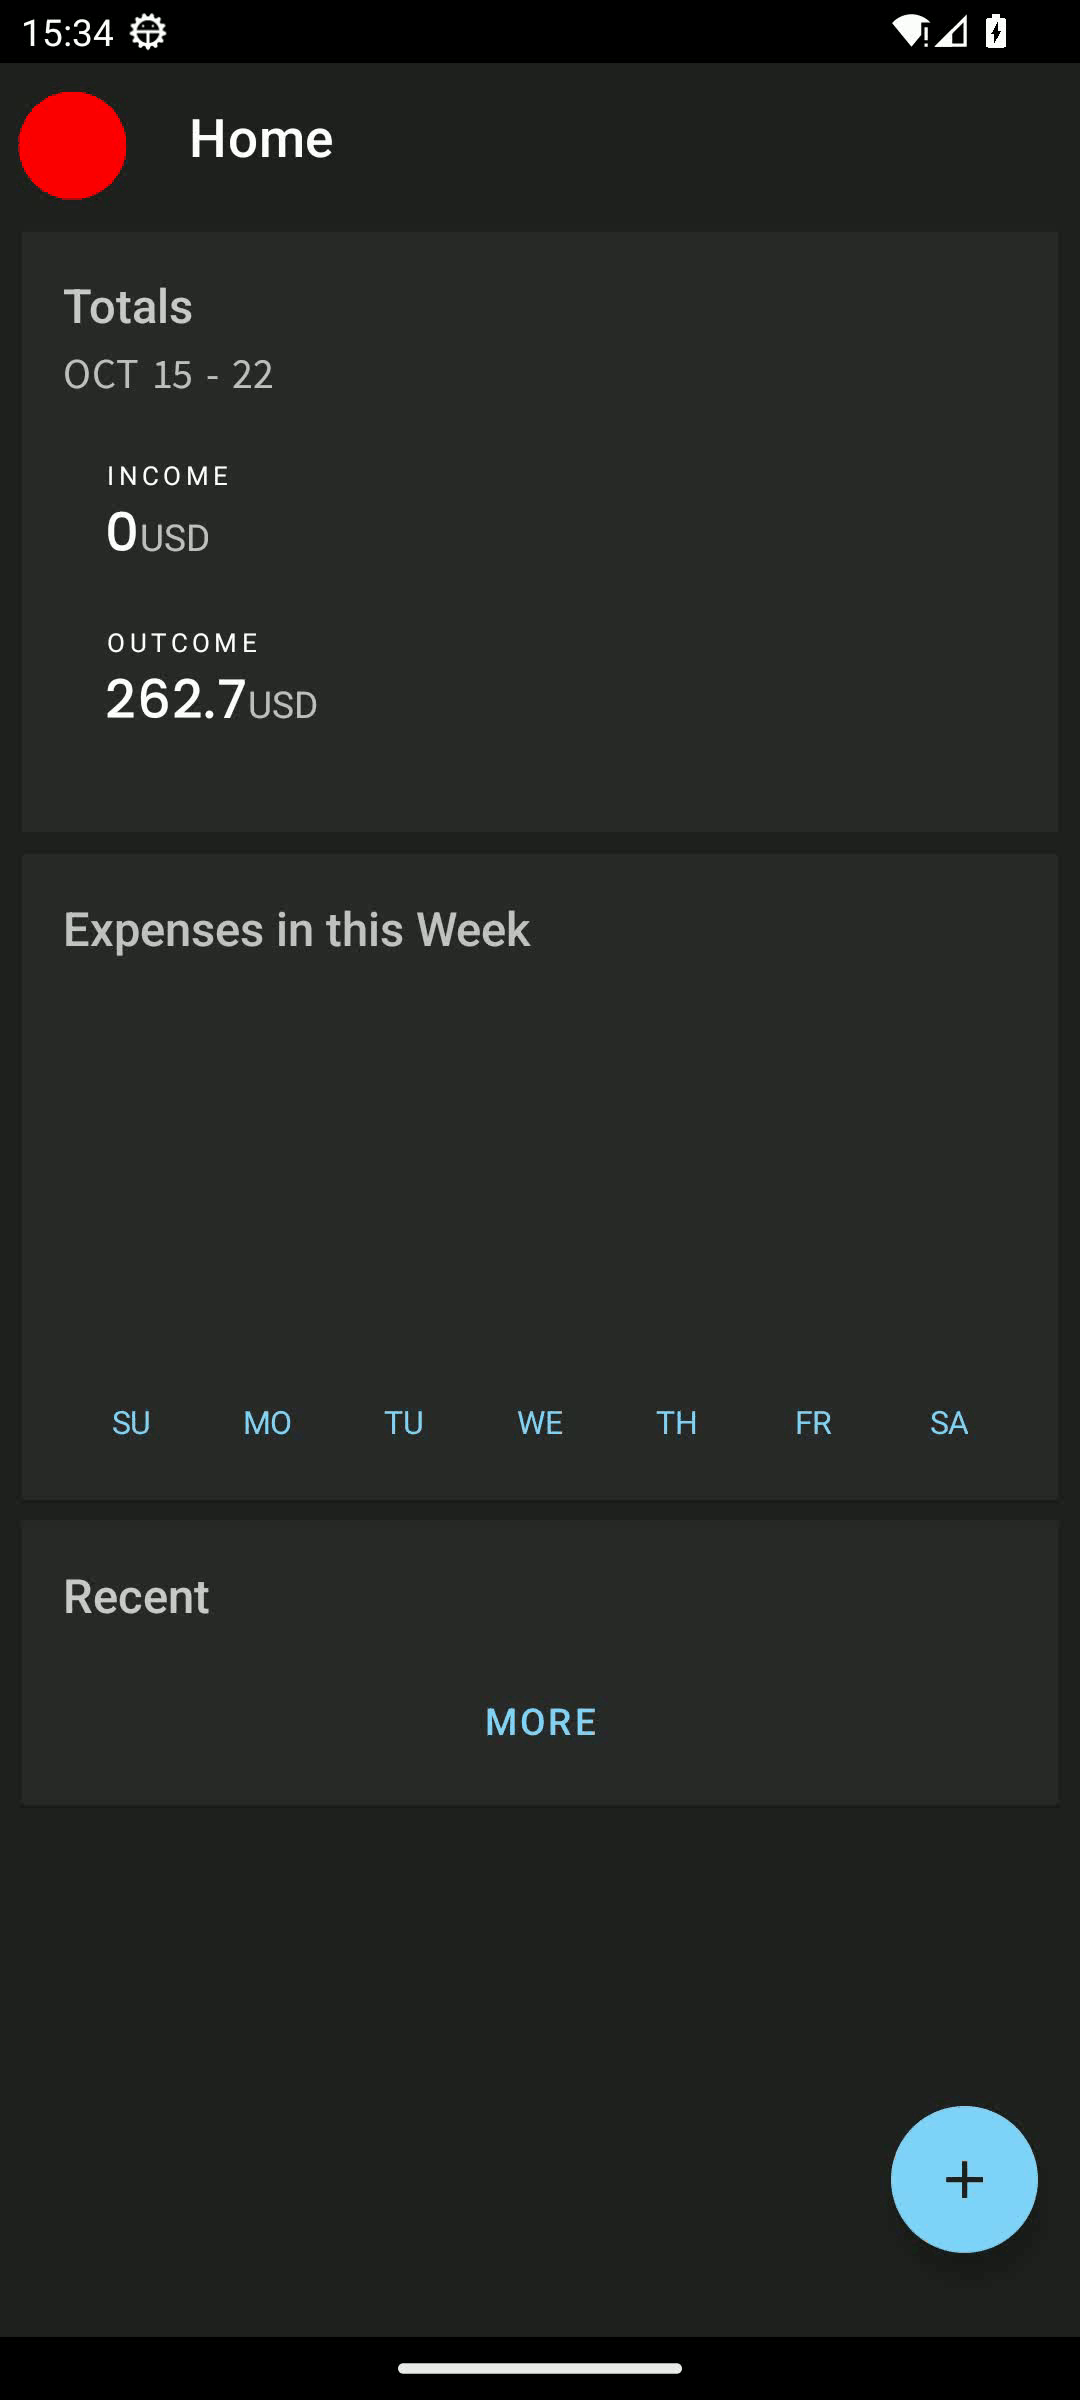 15:34
Home
Totals
OCT 15 - 22
INCOME
0USD
OUTCOME
262.7USD
Expenses in this Week
SU MO TU WE TH FR SA
Recent
MORE